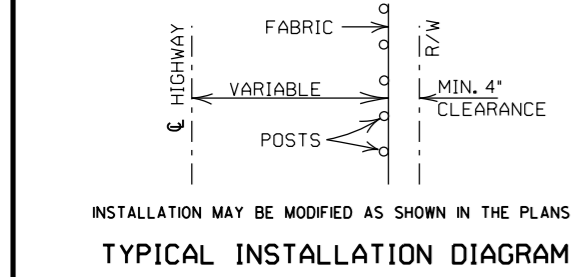 FABRIC
℄ HIGHWAY
R/W
VARIABLE
MIN. 4"
CLEARANCE
POSTS
INSTALLATION MAY BE MODIFIED AS SHOWN IN THE PLANS
TYPICAL INSTALLATION DIAGRAM